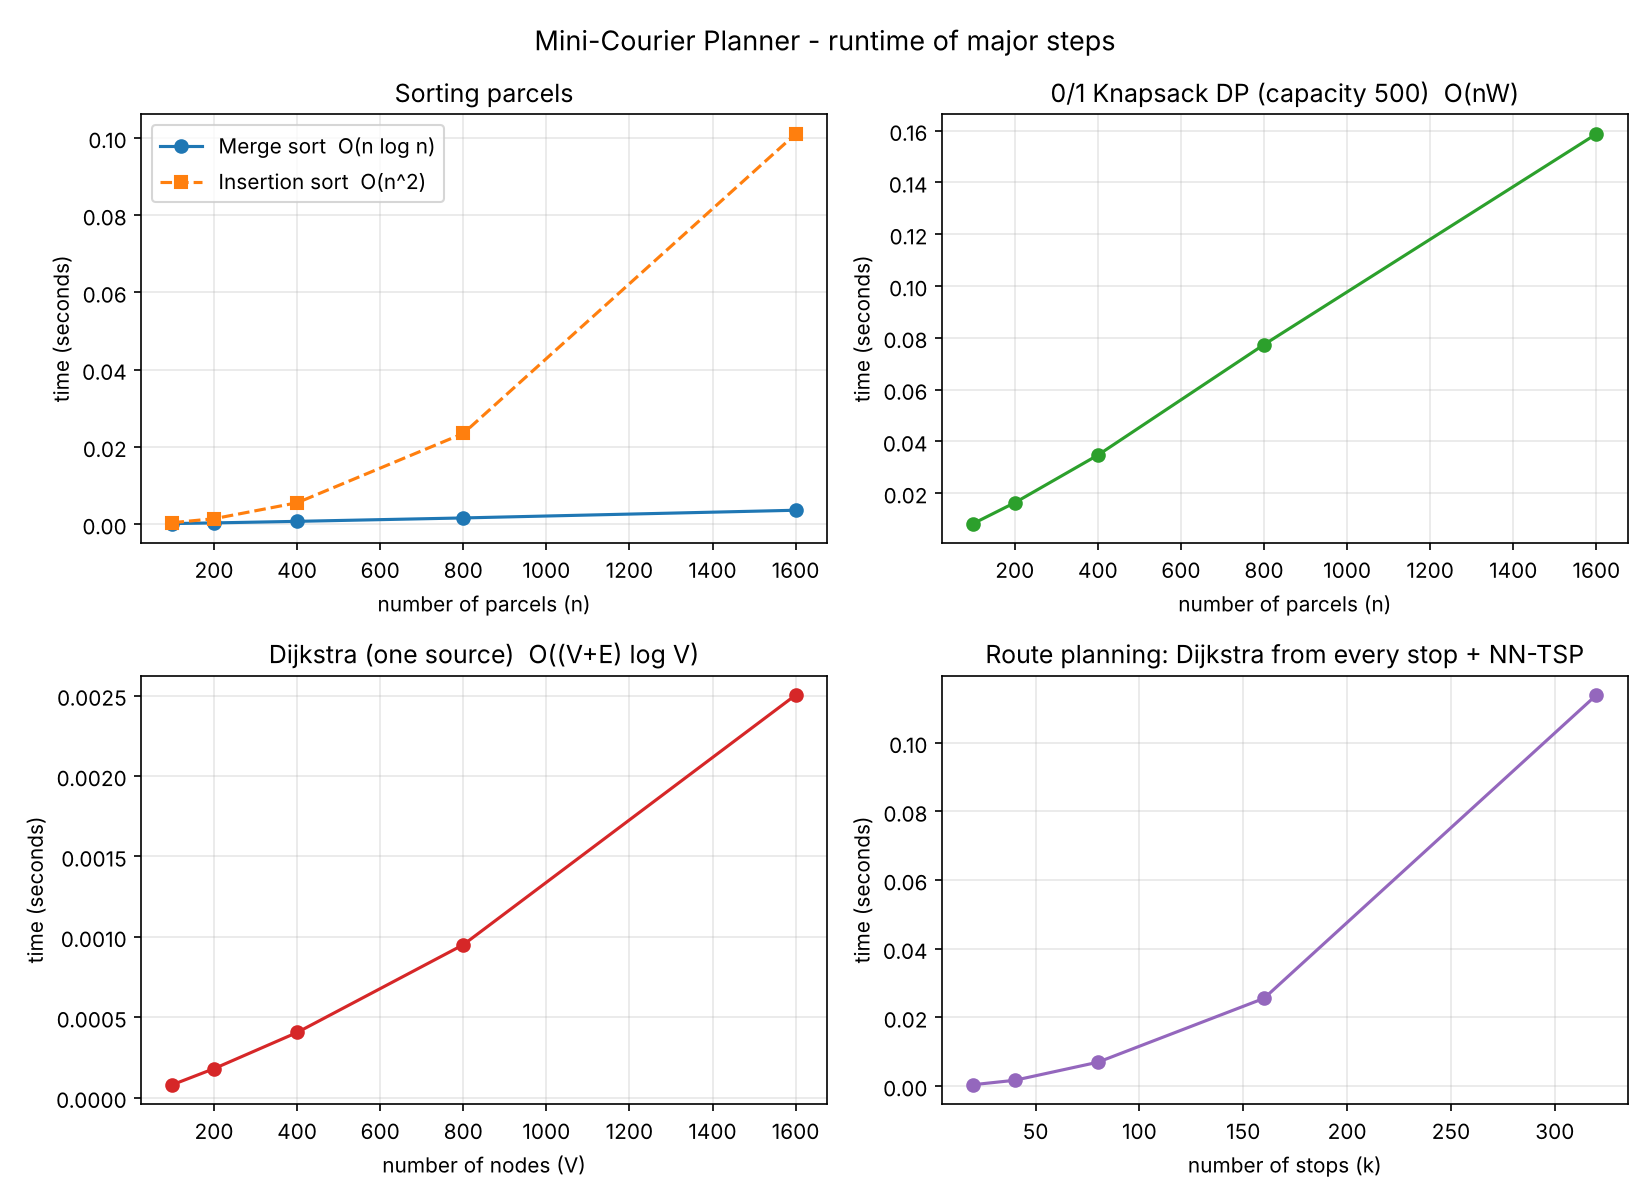 Mini-Courier Planner - runtime of major steps
Sorting parcels
Merge sort O(n log n)
Insertion sort O(n^2)
time (seconds)
0.10
0.08
0.06
0.04
0.02
0.00
200 400 600 800 1000 1200 1400 1600
number of parcels (n)
0/1 Knapsack DP (capacity 500) O(nW)
time (seconds)
0.16
0.14
0.12
0.10
0.08
0.06
0.04
0.02
200 400 600 800 1000 1200 1400 1600
number of parcels (n)
Dijkstra (one source) O((V+E) log V)
time (seconds)
0.0025
0.0020
0.0015
0.0010
0.0005
0.0000
200 400 600 800 1000 1200 1400 1600
number of nodes (V)
Route planning: Dijkstra from every stop + NN-TSP
time (seconds)
0.10
0.08
0.06
0.04
0.02
0.00
50 100 150 200 250 300
number of stops (k)